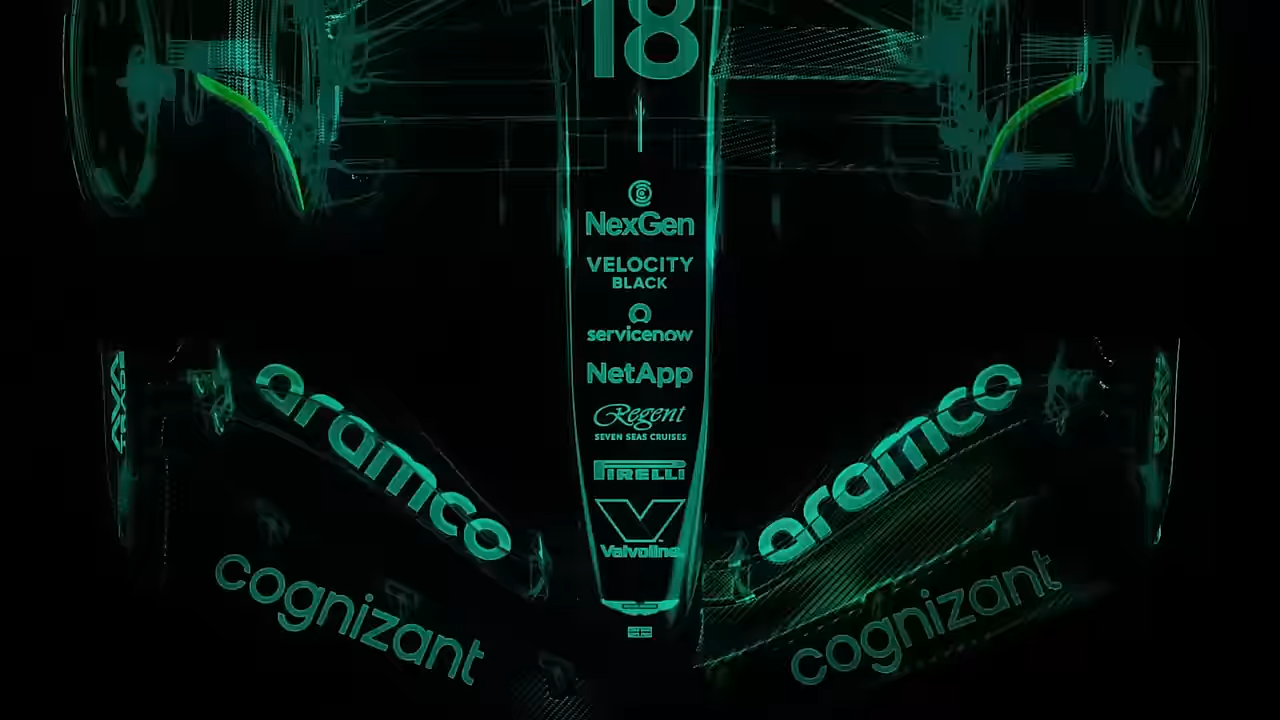 18
NexGen
VELOCITY
BLACK
servicenow
NetApp
Regent
SEVEN SEAS CRUISES
PIRELLI
Valvoline
aramco
aramco
cognizant
cognizant